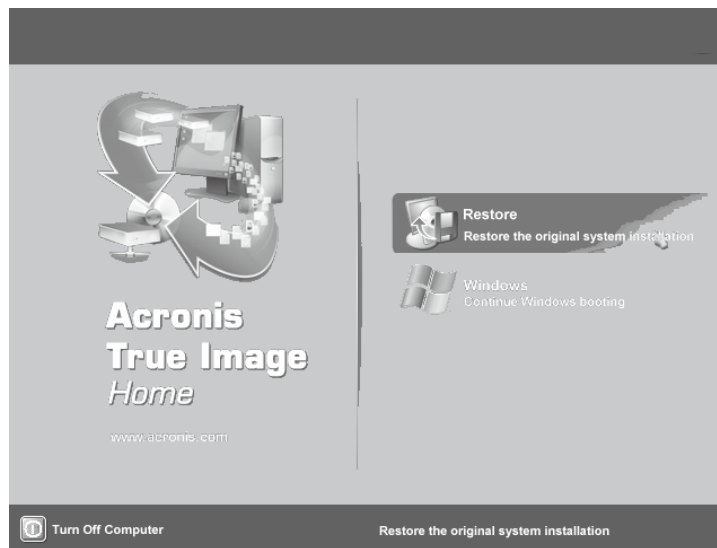 Acronis
True Image
Home
www.acronis.com
Restore
Restore the original system installation
Windows
Continue Windows booting
Turn Off Computer
Restore the original system installation